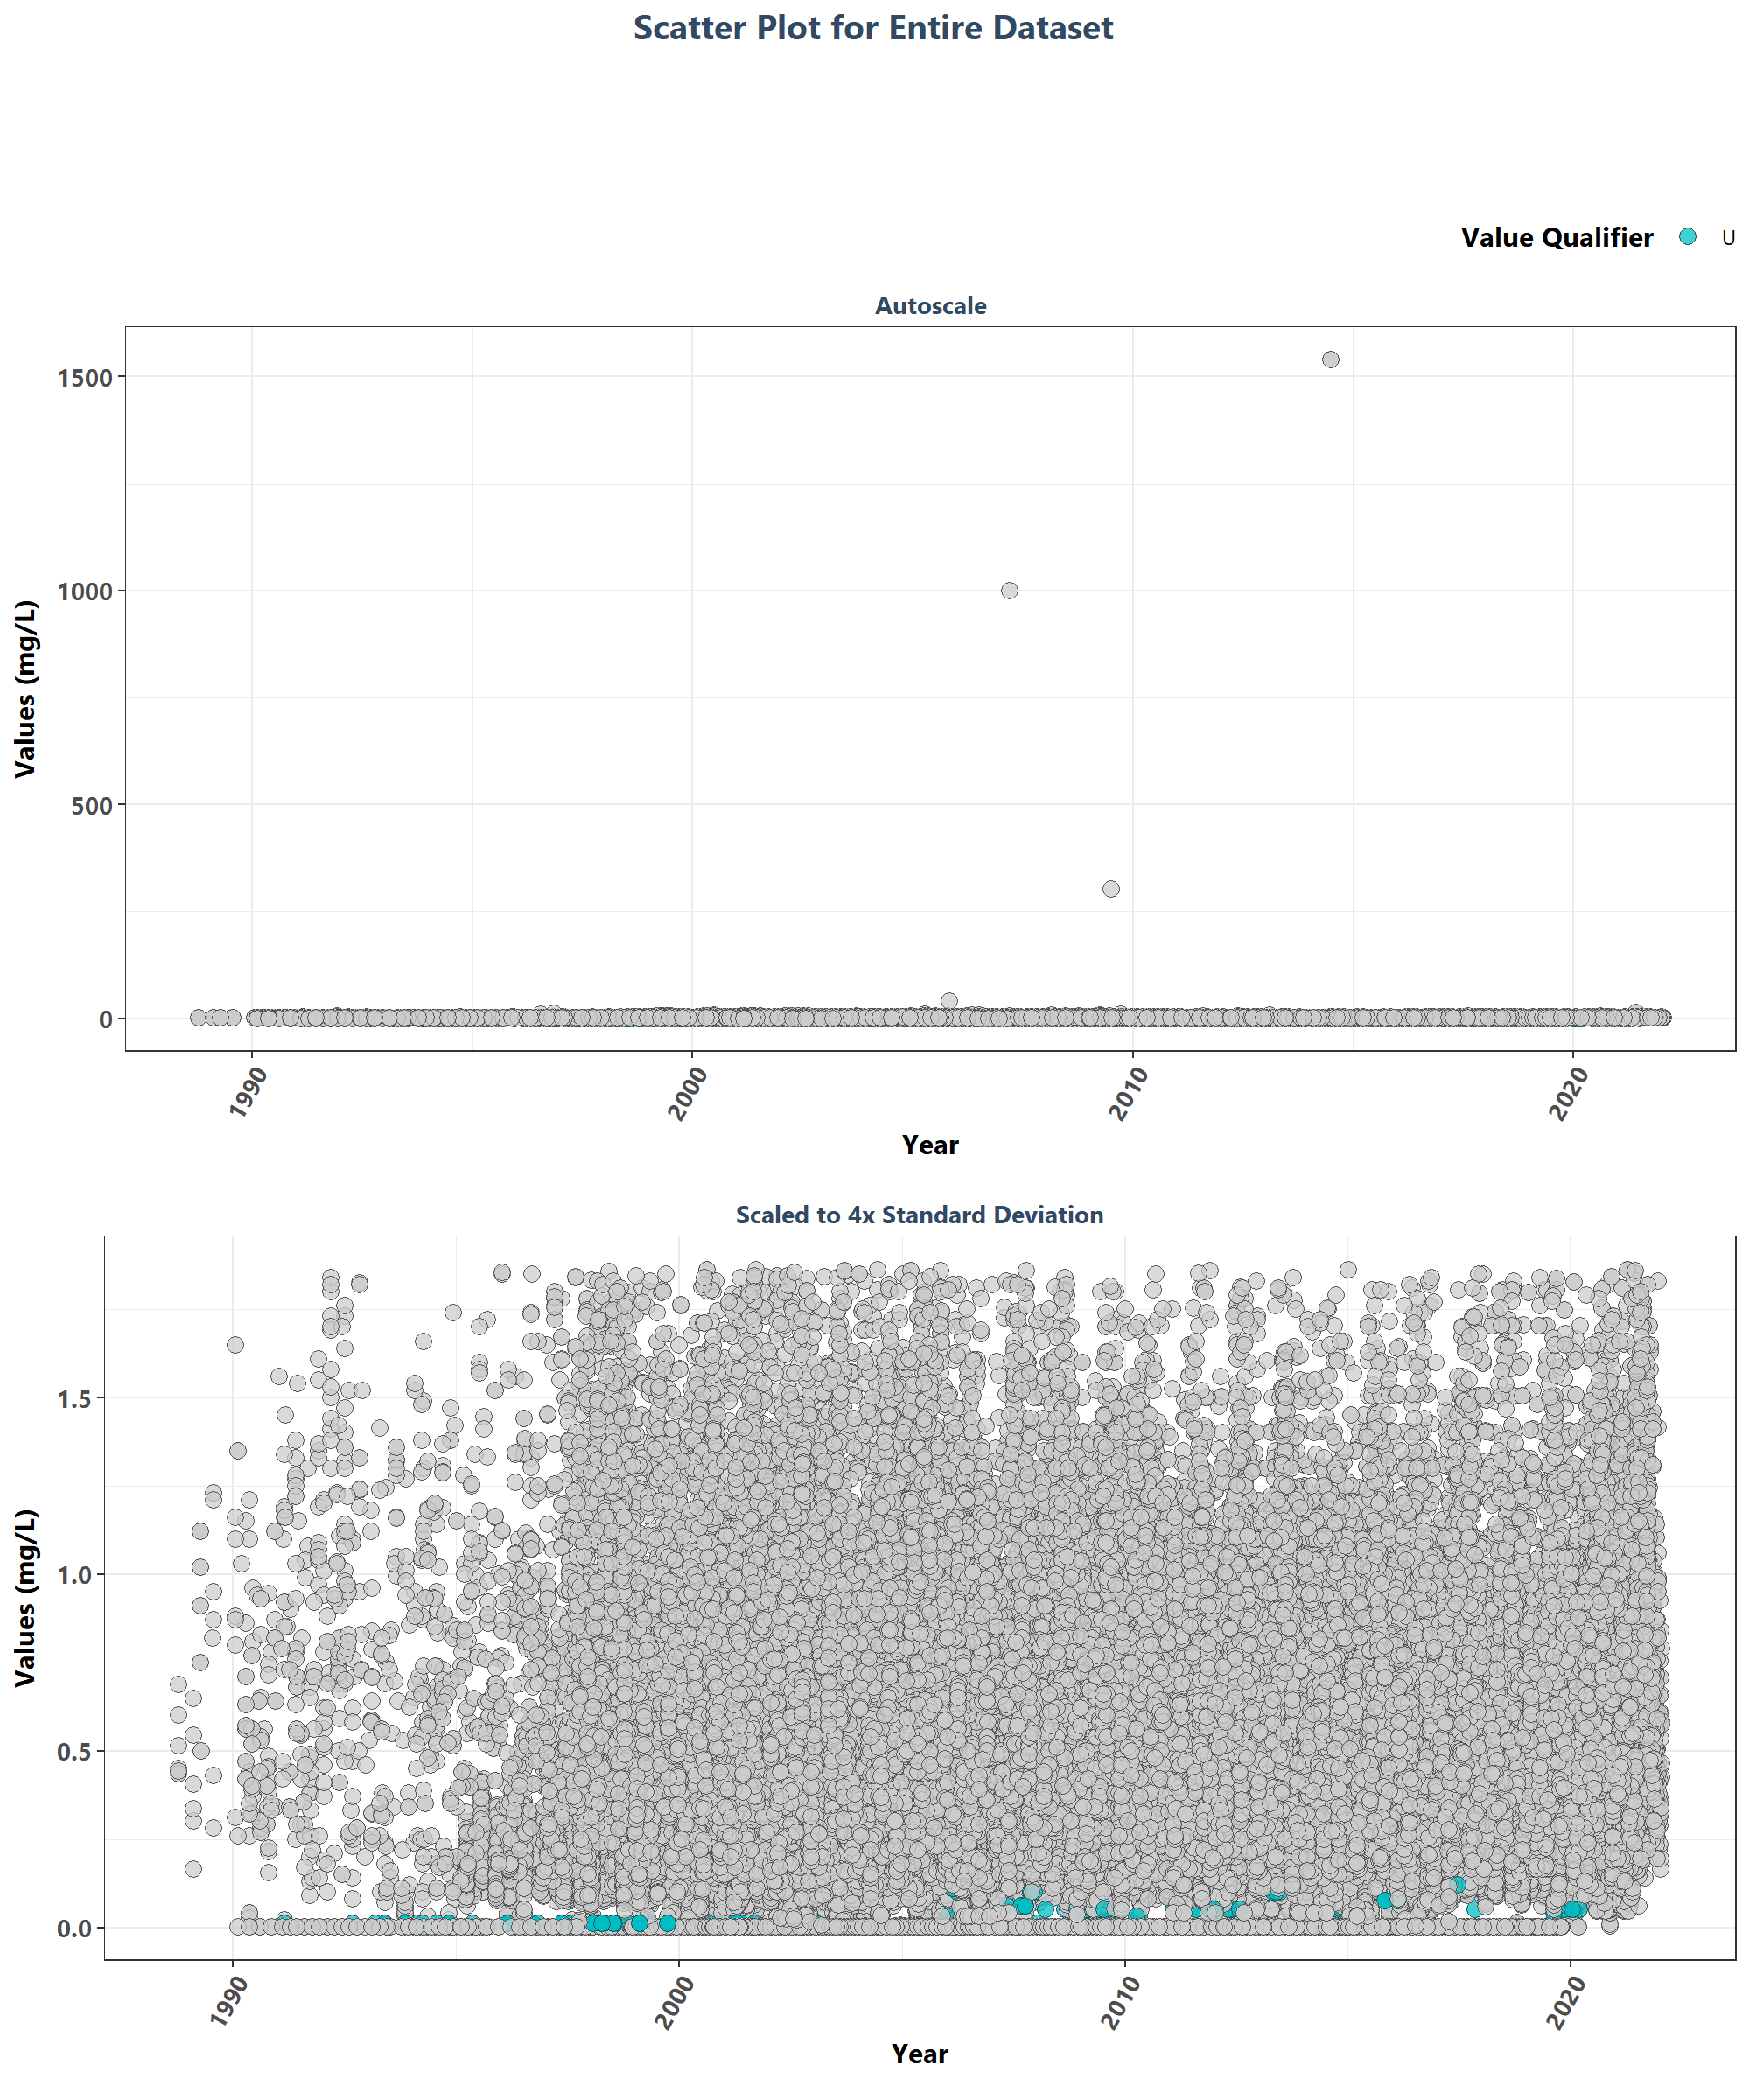 Scatter Plot for Entire Dataset
Value Qualifier U
Autoscale
1500
1000
500
0
Values (mg/L)
1990 2000 2010 2020
Year
Scaled to 4x Standard Deviation
1.5
1.0
0.5
0.0
Values (mg/L)
1990 2000 2010 2020
Year